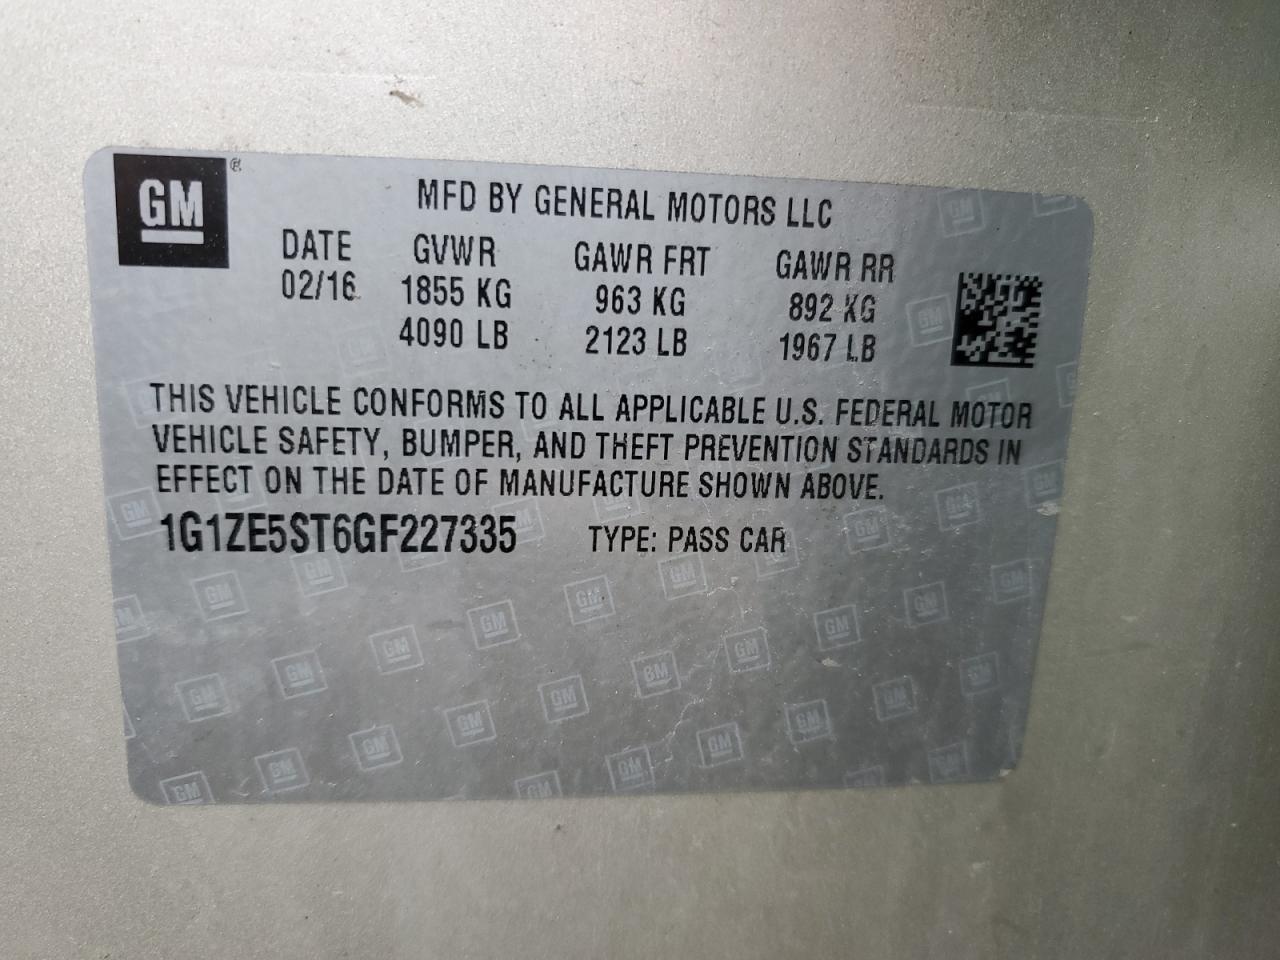 GM ®
MFD BY GENERAL MOTORS LLC
DATE GVWR GAWR FRT GAWR RR
02/16 1855 KG 963 KG 892 KG
4090 LB 2123 LB 1967 LB
THIS VEHICLE CONFORMS TO ALL APPLICABLE U.S. FEDERAL MOTOR
VEHICLE SAFETY, BUMPER, AND THEFT PREVENTION STANDARDS IN
EFFECT ON THE DATE OF MANUFACTURE SHOWN ABOVE.
1G1ZE5ST6GF227335 TYPE: PASS CAR